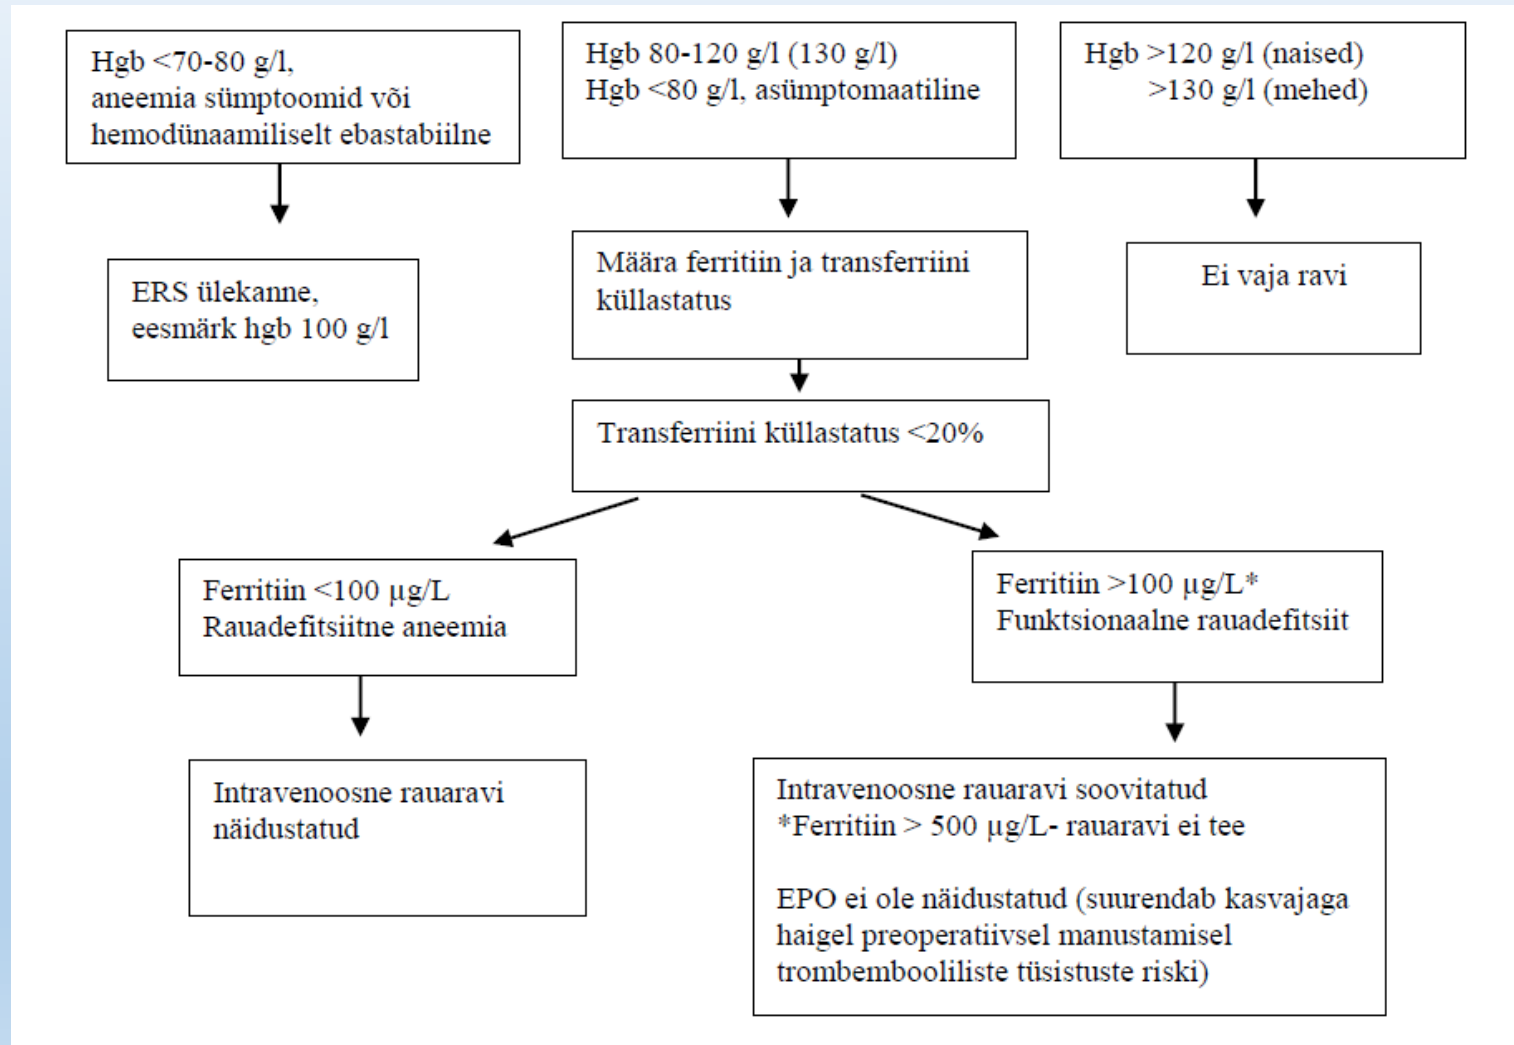 Hgb <70-80 g/l,
aneemia sümptoomid või
hemodünaamiliselt ebastabiilne
Hgb 80-120 g/l (130 g/l)
Hgb <80 g/l, asümptomaatiline
Hgb >120 g/l (naised)
>130 g/l (mehed)
ERS ülekanne,
eesmärk hgb 100 g/l
Määra ferritiin ja transferriini
küllastatus
Ei vaja ravi
Transferriini küllastatus <20%
Ferritiin <100 µg/L
Rauadefitsiitne aneemia
Ferritiin >100 µg/L*
Funktsionaalne rauadefitsiit
Intravenoosne rauaravi
näidustatud
Intravenoosne rauaravi soovitatud
*Ferritiin > 500 µg/L- rauaravi ei tee
EPO ei ole näidustatud (suurendab kasvajaga
haigel preoperatiivsel manustamisel
trombembooliliste tüsistuste riski)